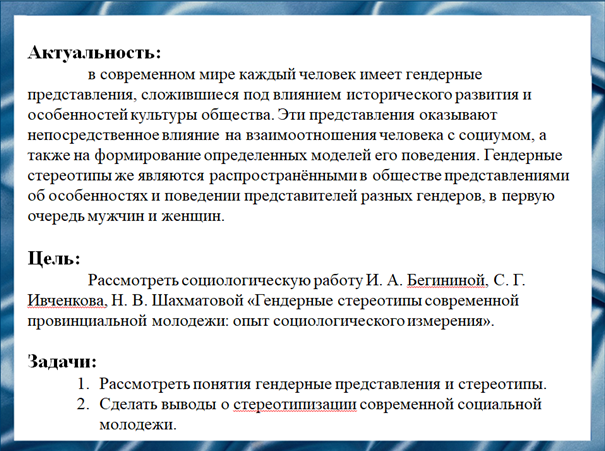 Актуальность:
в современном мире каждый человек имеет гендерные
представления, сложившиеся под влиянием исторического развития и
особенностей культуры общества. Эти представления оказывают
непосредственное влияние на взаимоотношения человека с социумом, а
также на формирование определенных моделей его поведения. Гендерные
стереотипы же являются распространёнными в обществе представлениями
об особенностях и поведении представителей разных гендеров, в первую
очередь мужчин и женщин.
Цель:
Рассмотреть социологическую работу И. А. Бегининой, С. Г.
Ивченкова, Н. В. Шахматовой «Гендерные стереотипы современной
провинциальной молодежи: опыт социологического измерения».
Задачи:
1. Рассмотреть понятия гендерные представления и стереотипы.
2. Сделать выводы о стереотипизации современной социальной
молодежи.